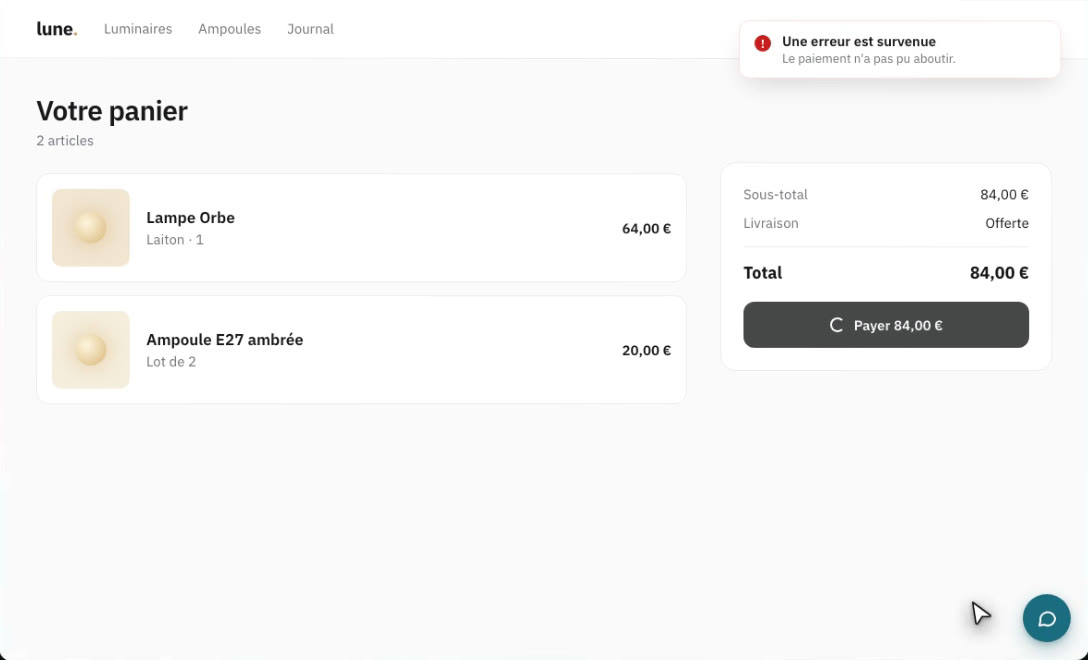 lune.
Luminaires
Ampoules
Journal
Une erreur est survenue
Le paiement n'a pas pu aboutir.
Votre panier
2 articles
Lampe Orbe
Laiton · 1
64,00 €
Ampoule E27 ambrée
Lot de 2
20,00 €
Sous-total 84,00 €
Livraison Offerte
Total 84,00 €
Payer 84,00 €